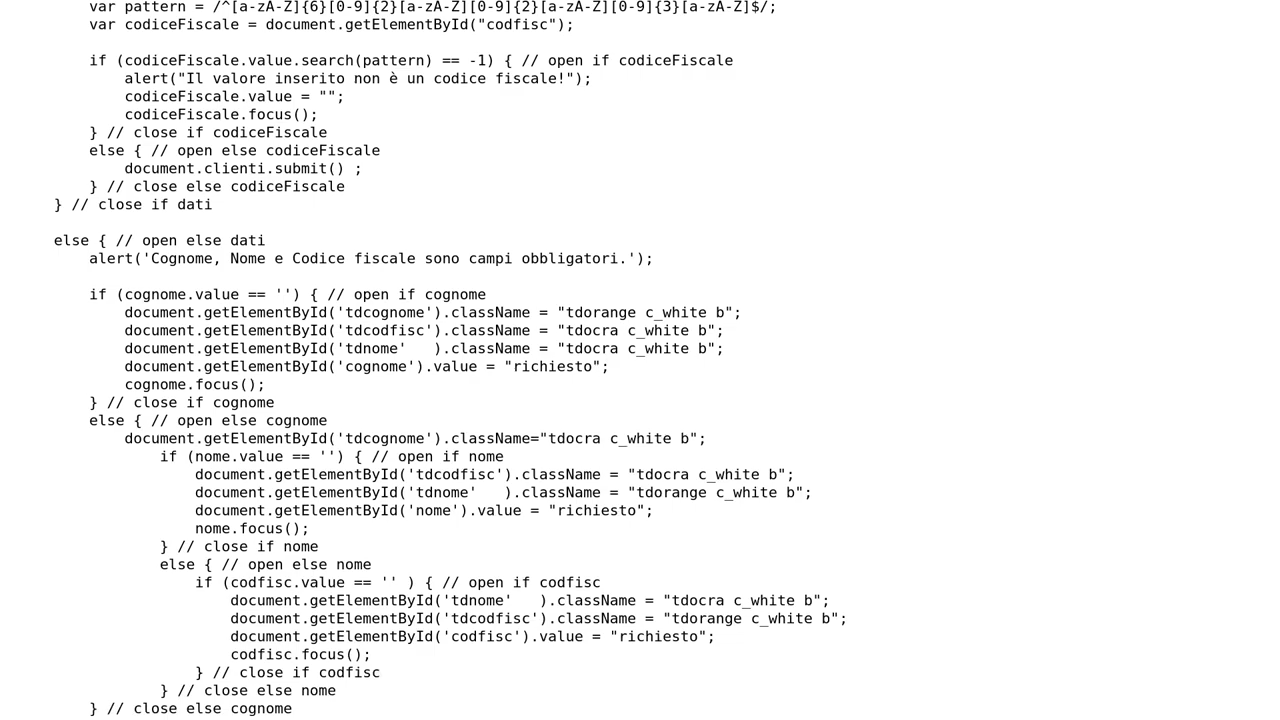 var pattern = /^[a-zA-Z]{6}[0-9]{2}[a-zA-Z][0-9]{2}[a-zA-Z][0-9]{3}[a-zA-Z]$/;
var codiceFiscale = document.getElementById("codfisc");
if (codiceFiscale.value.search(pattern) == -1) { // open if codiceFiscale
alert("Il valore inserito non è un codice fiscale!");
codiceFiscale.value = "";
codiceFiscale.focus();
} // close if codiceFiscale
else { // open else codiceFiscale
document.clienti.submit() ;
} // close else codiceFiscale
} // close if dati
else { // open else dati
alert('Cognome, Nome e Codice fiscale sono campi obbligatori.');
if (cognome.value == '') { // open if cognome
document.getElementById('tdcognome').className = "tdorange c_white b";
document.getElementById('tdcodfisc').className = "tdocra c_white b";
document.getElementById('tdnome'   ).className = "tdocra c_white b";
document.getElementById('cognome').value = "richiesto";
cognome.focus();
} // close if cognome
else { // open else cognome
document.getElementById('tdcognome').className="tdocra c_white b";
if (nome.value == '') { // open if nome
document.getElementById('tdcodfisc').className = "tdocra c_white b";
document.getElementById('tdnome'   ).className = "tdorange c_white b";
document.getElementById('nome').value = "richiesto";
nome.focus();
} // close if nome
else { // open else nome
if (codfisc.value == '' ) { // open if codfisc
document.getElementById('tdnome'   ).className = "tdocra c_white b";
document.getElementById('tdcodfisc').className = "tdorange c_white b";
document.getElementById('codfisc').value = "richiesto";
codfisc.focus();
} // close if codfisc
} // close else nome
} // close else cognome